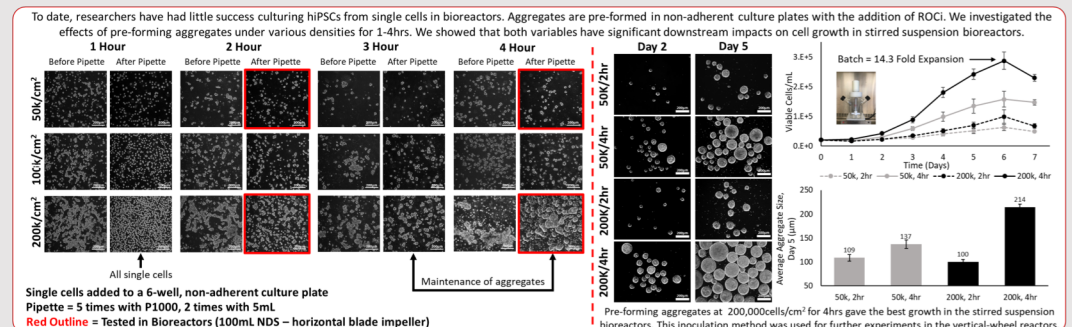 To date, researchers have had little success culturing hiPSCs from single cells in bioreactors. Aggregates are pre-formed in non-adherent culture plates with the addition of ROCi. We investigated the
effects of pre-forming aggregates under various densities for 1-4hrs. We showed that both variables have significant downstream impacts on cell growth in stirred suspension bioreactors.
1 Hour
2 Hour
3 Hour
4 Hour
Before Pipette After Pipette
Before Pipette After Pipette
Before Pipette After Pipette
Before Pipette After Pipette
50k/cm²
100k/cm²
200k/cm²
All single cells
Maintenance of aggregates
Single cells added to a 6-well, non-adherent culture plate
Pipette = 5 times with P1000, 2 times with 5mL
Red Outline = Tested in Bioreactors (100mL NDS – horizontal blade impeller)
Day 2
Day 5
50K/2hr
50K/4hr
200K/2hr
200K/4hr
Batch = 14.3 Fold Expansion
Viable Cells/mL
3.E+5
2.E+5
1.E+5
0.E+0
0 1 2 3 4 5 6 7
Time (Days)
50k, 2hr 50k, 4hr 200k, 2hr 200k, 4hr
Average Aggregate Size,
Day 5 (µm)
250
200
150
100
50
109
137
100
214
50k, 2hr 50k, 4hr 200k, 2hr 200k, 4hr
Pre-forming aggregates at 200,000cells/cm² for 4hrs gave the best growth in the stirred suspension
bioreactors. This inoculation method was used for further experiments in the vertical-wheel reactors